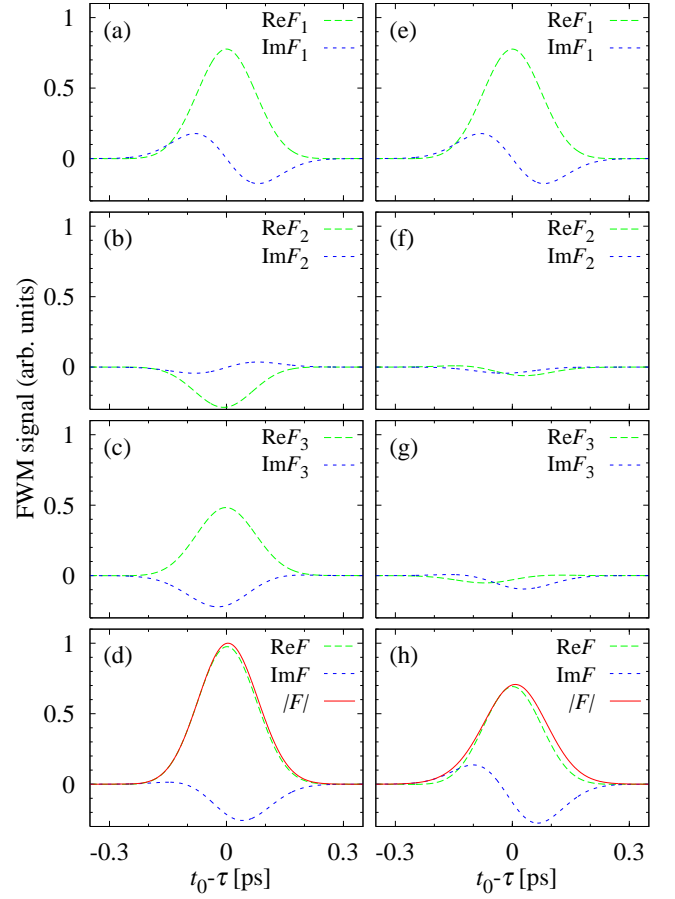 1
0.5
0
(a)
ReF₁
ImF₁
(e)
ReF₁
ImF₁
1
0.5
0
(b)
ReF₂
ImF₂
(f)
ReF₂
ImF₂
FWM signal (arb. units)
1
0.5
0
(c)
ReF₃
ImF₃
(g)
ReF₃
ImF₃
1
0.5
0
(d)
ReF
ImF
|F|
(h)
ReF
ImF
|F|
-0.3 0 0.3
-0.3 0 0.3
t₀-τ [ps]
t₀-τ [ps]